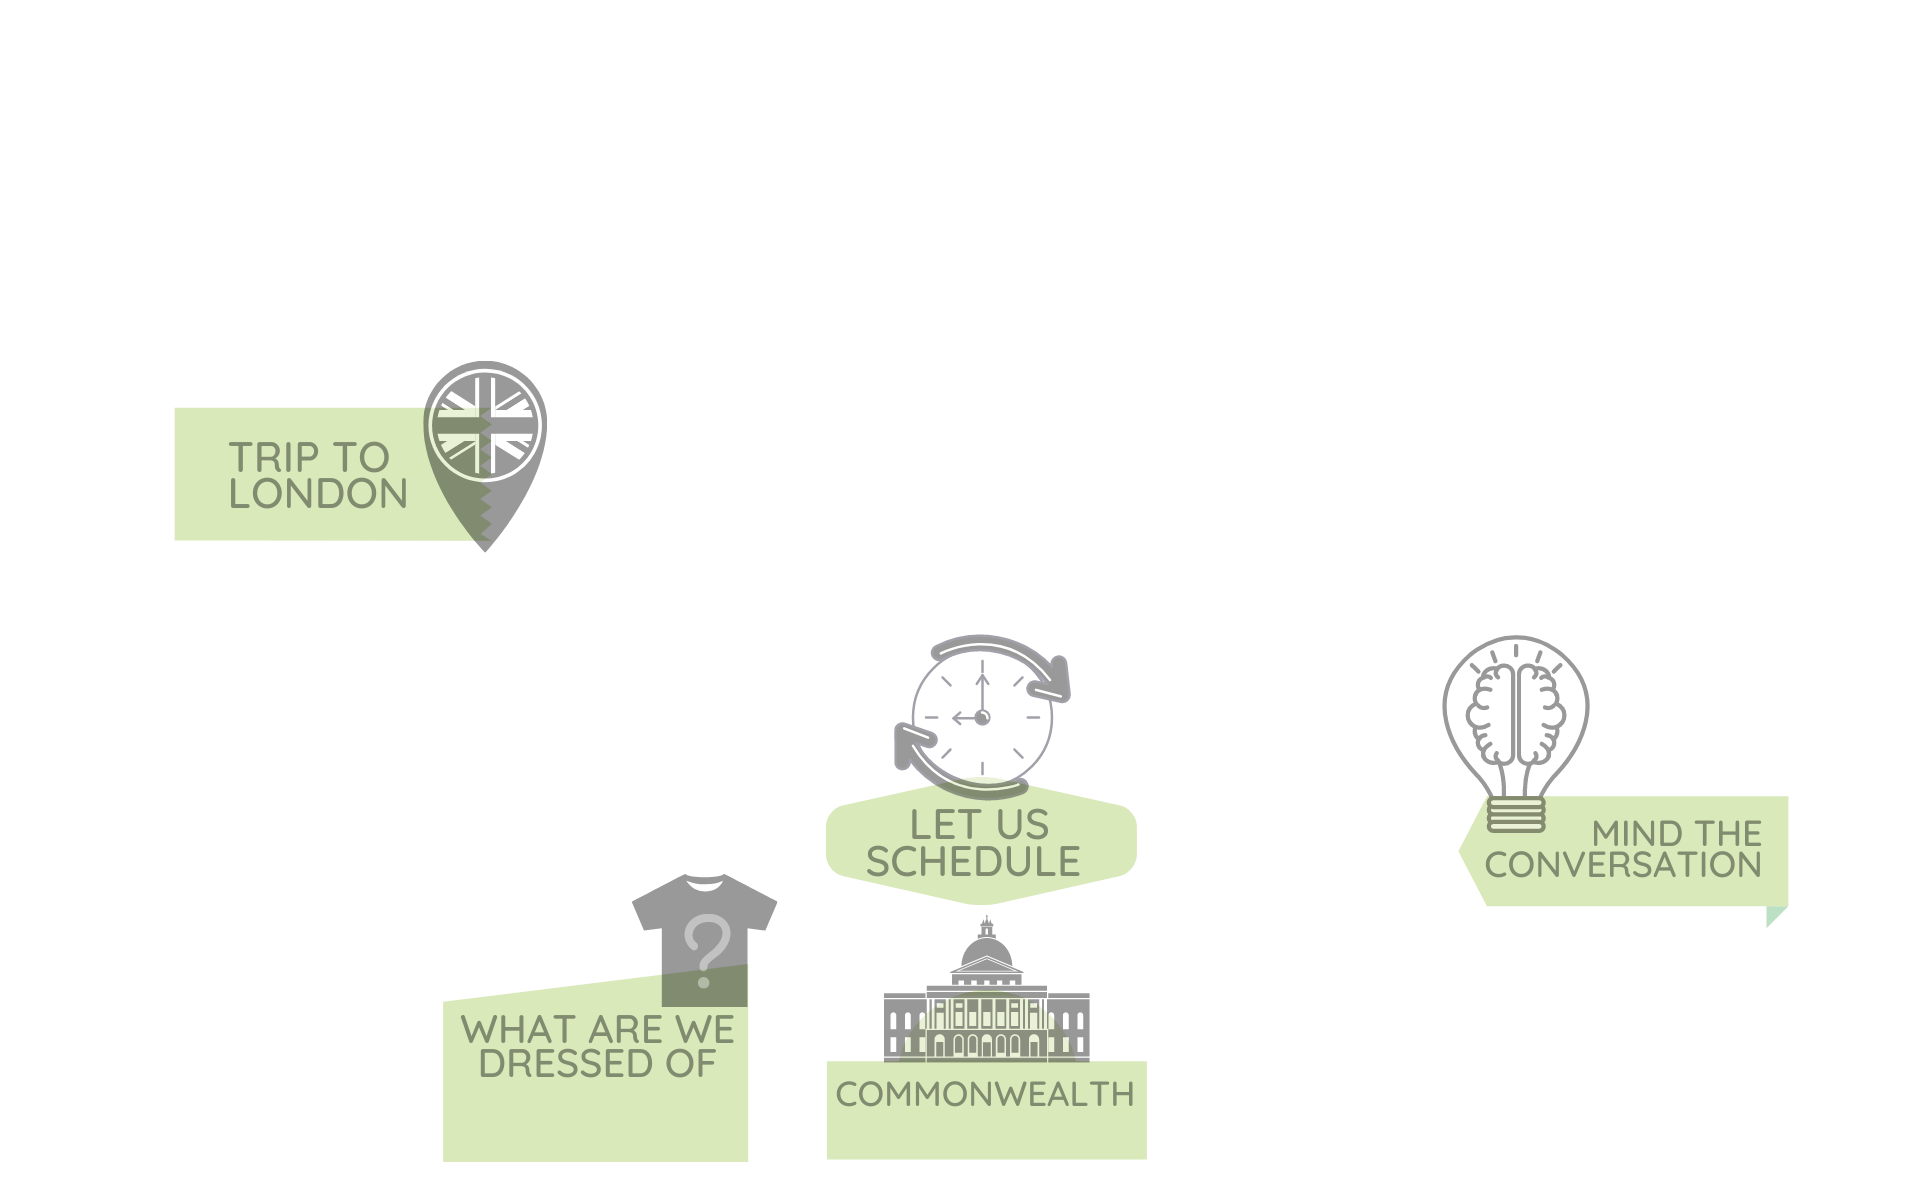 TRIP TO
LONDON
LET US
SCHEDULE
MIND THE
CONVERSATION
WHAT ARE WE
DRESSED OF
?
COMMONWEALTH